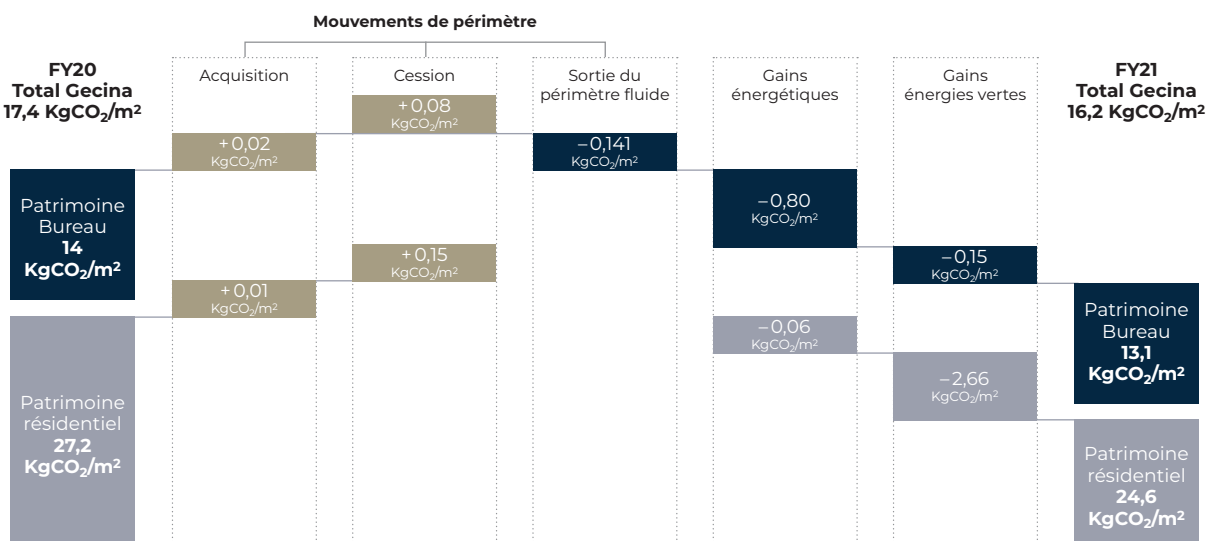 Mouvements de périmètre
FY20
Total Gecina
17,4 KgCO₂/m²
Acquisition
Cession
Sortie du
périmètre fluide
Gains
énergétiques
Gains
énergies vertes
FY21
Total Gecina
16,2 KgCO₂/m²
+0,02
KgCO₂/m²
+0,08
KgCO₂/m²
–0,141
KgCO₂/m²
–0,80
KgCO₂/m²
–0,15
KgCO₂/m²
Patrimoine
Bureau
14
KgCO₂/m²
+0,01
KgCO₂/m²
+0,15
KgCO₂/m²
–0,06
KgCO₂/m²
–2,66
KgCO₂/m²
Patrimoine
Bureau
13,1
KgCO₂/m²
Patrimoine
résidentiel
27,2
KgCO₂/m²
Patrimoine
résidentiel
24,6
KgCO₂/m²